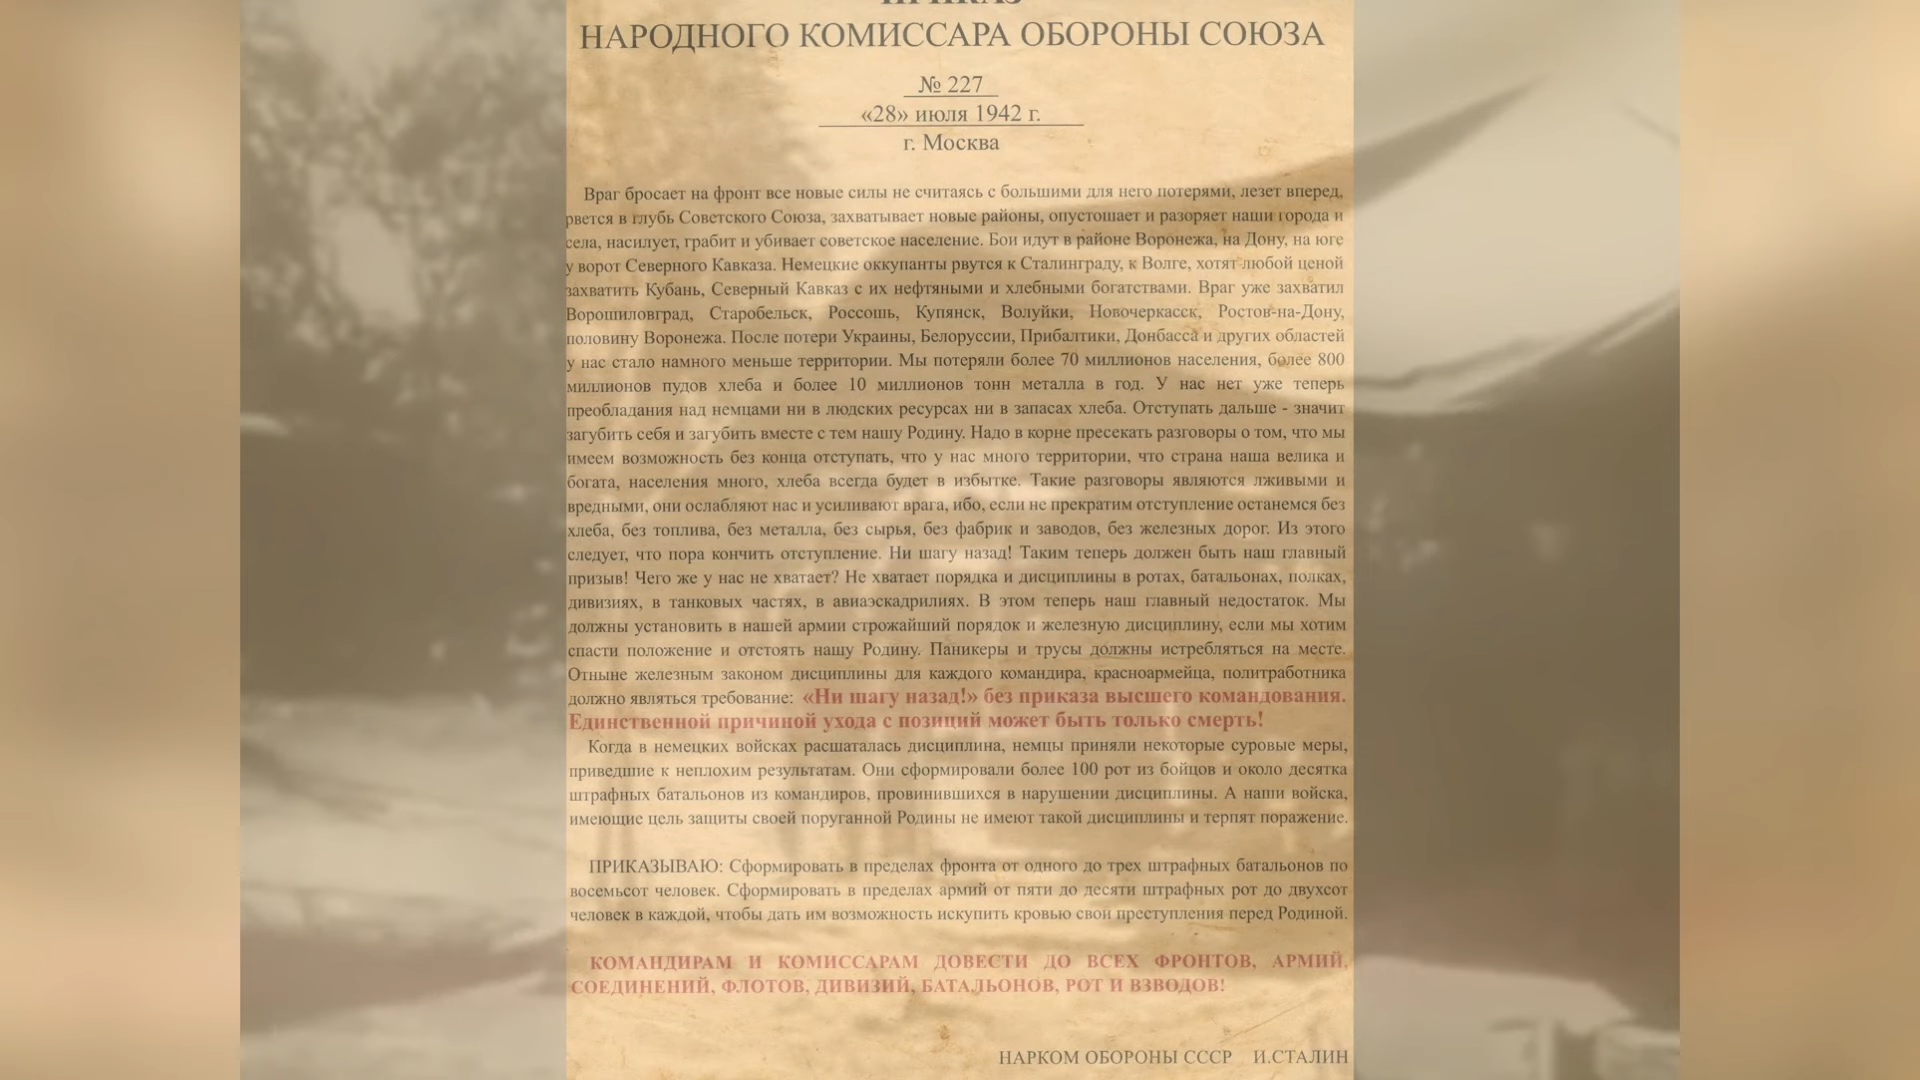 ПРИКАЗ
НАРОДНОГО КОМИССАРА ОБОРОНЫ СОЮЗА
№ 227
«28» июля 1942 г.
г. Москва
Враг бросает на фронт все новые силы не считаясь с большими для него потерями, лезет вперед,
рвется в глубь Советского Союза, захватывает новые районы, опустошает и разоряет наши города и
села, насилует, грабит и убивает советское население. Бои идут в районе Воронежа, на Дону, на юге
у ворот Северного Кавказа. Немецкие оккупанты рвутся к Сталинграду, к Волге, хотят любой ценой
захватить Кубань, Северный Кавказ с их нефтяными и хлебными богатствами. Враг уже захватил
Ворошиловград, Старобельск, Россошь, Купянск, Волуйки, Новочеркасск, Ростов-на-Дону,
половину Воронежа. После потери Украины, Белоруссии, Прибалтики, Донбасса и других областей
у нас стало намного меньше территории. Мы потеряли более 70 миллионов населения, более 800
миллионов пудов хлеба и более 10 миллионов тонн металла в год. У нас нет уже теперь
преобладания над немцами ни в людских ресурсах ни в запасах хлеба. Отступать дальше - значит
загубить себя и загубить вместе с тем нашу Родину. Надо в корне пресекать разговоры о том, что мы
имеем возможность без конца отступать, что у нас много территории, что страна наша велика и
богата, населения много, хлеба всегда будет в избытке. Такие разговоры являются лживыми и
вредными, они ослабляют нас и усиливают врага, ибо, если не прекратим отступление останемся без
хлеба, без топлива, без металла, без сырья, без фабрик и заводов, без железных дорог. Из этого
следует, что пора кончить отступление. Ни шагу назад! Таким теперь должен быть наш главный
призыв! Чего же у нас не хватает? Не хватает порядка и дисциплины в ротах, батальонах, полках,
дивизиях, в танковых частях, в авиаэскадрилиях. В этом теперь наш главный недостаток. Мы
должны установить в нашей армии строжайший порядок и железную дисциплину, если мы хотим
спасти положение и отстоять нашу Родину. Паникеры и трусы должны истребляться на месте.
Отныне железным законом дисциплины для каждого командира, красноармейца, политработника
должно являться требование: «Ни шагу назад!» без приказа высшего командования.
Единственной причиной ухода с позиций может быть только смерть!
Когда в немецких войсках расшаталась дисциплина, немцы приняли некоторые суровые меры,
приведшие к неплохим результатам. Они сформировали более 100 рот из бойцов и около десятка
штрафных батальонов из командиров, провинившихся в нарушении дисциплины. А наши войска,
имеющие цель защиты своей поруганной Родины не имеют такой дисциплины и терпят поражение.
ПРИКАЗЫВАЮ: Сформировать в пределах фронта от одного до трех штрафных батальонов по
восемьсот человек. Сформировать в пределах армий от пяти до десяти штрафных рот до двухсот
человек в каждой, чтобы дать им возможность искупить кровью свои преступления перед Родиной.
КОМАНДИРАМ И КОМИССАРАМ ДОВЕСТИ ДО ВСЕХ ФРОНТОВ, АРМИЙ,
СОЕДИНЕНИЙ, ФЛОТОВ, ДИВИЗИЙ, БАТАЛЬОНОВ, РОТ И ВЗВОДОВ!
НАРКОМ ОБОРОНЫ СССР И.СТАЛИН